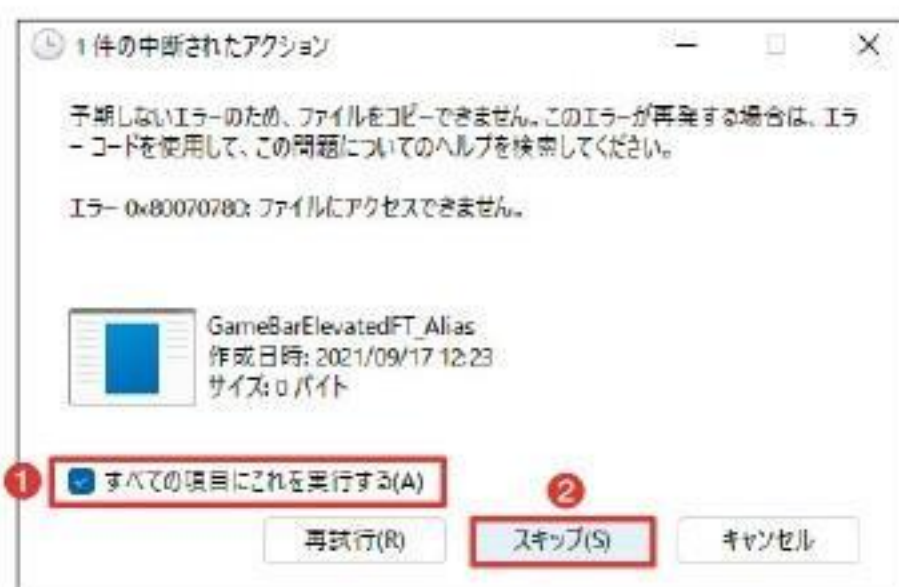 1 件の中断されたアクション
予期しないエラーのため、ファイルをコピーできません。このエラーが再発する場合は、エラ
ー コードを使用して、この問題についてのヘルプを検索してください。
エラー 0x8007078D: ファイルにアクセスできません。
GameBarElevatedFT_Alias
作成日時: 2021/09/17 12:23
サイズ: 0 バイト
1
すべての項目にこれを実行する(A)
2
再試行(R)
スキップ(S)
キャンセル